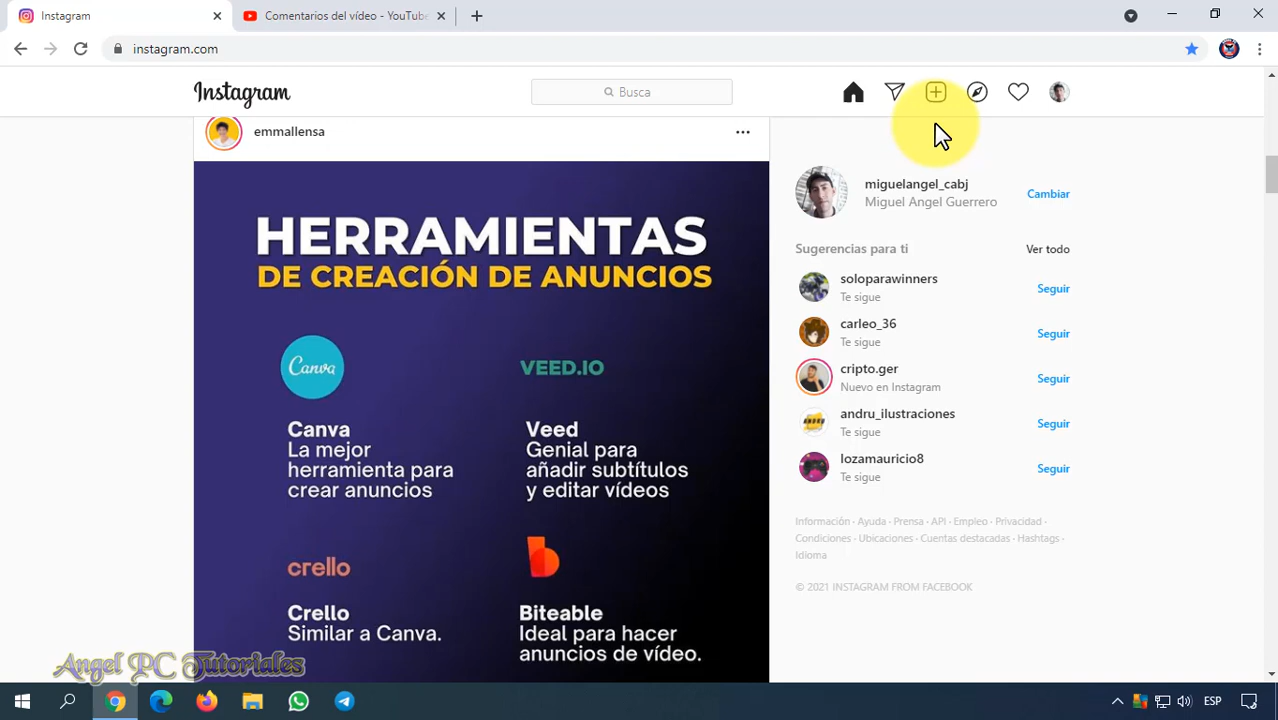 Instagram
Comentarios del vídeo - YouTube
instagram.com
Instagram
Busca
emmallensa
HERRAMIENTAS
DE CREACIÓN DE ANUNCIOS
Canva
VEED.IO
Canva
La mejor
herramienta para
crear anuncios
Veed
Genial para
añadir subtítulos
y editar vídeos
crello
Crello
Similar a Canva.
Biteable
Ideal para hacer
anuncios de vídeo.
miguelangel_cabj
Miguel Angel Guerrero
Cambiar
Sugerencias para ti
Ver todo
soloparawinners
Te sigue
Seguir
carleo_36
Te sigue
Seguir
cripto.ger
Nuevo en Instagram
Seguir
andru_ilustraciones
Te sigue
Seguir
lozamauricio8
Te sigue
Seguir
Información · Ayuda · Prensa · API · Empleo · Privacidad ·
Condiciones · Ubicaciones · Cuentas destacadas · Hashtags ·
Idioma
© 2021 INSTAGRAM FROM FACEBOOK
Angel PC Tutoriales
ESP